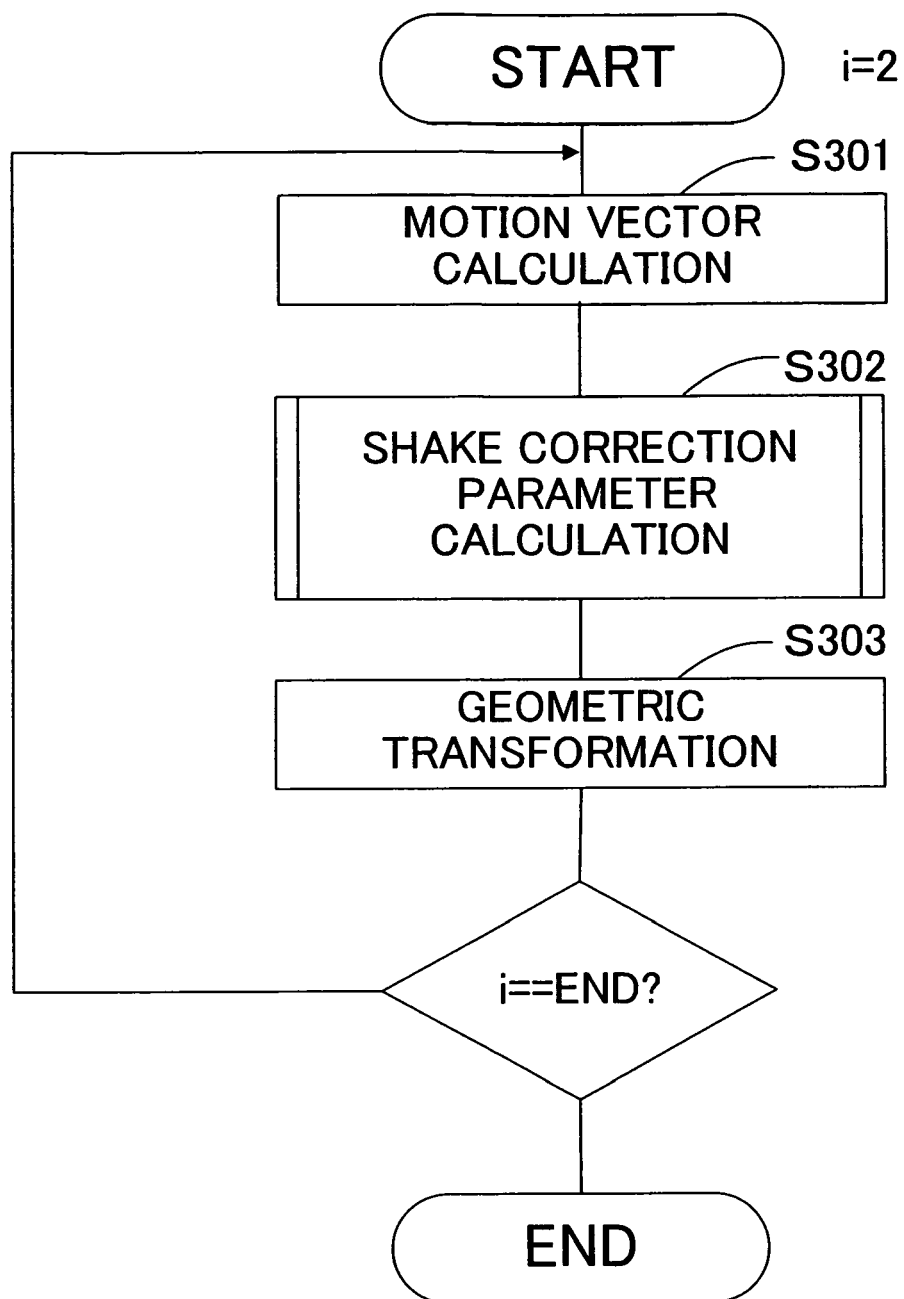 START
i=2
S301
MOTION VECTOR
CALCULATION
S302
SHAKE CORRECTION
PARAMETER
CALCULATION
S303
GEOMETRIC
TRANSFORMATION
i==END?
END